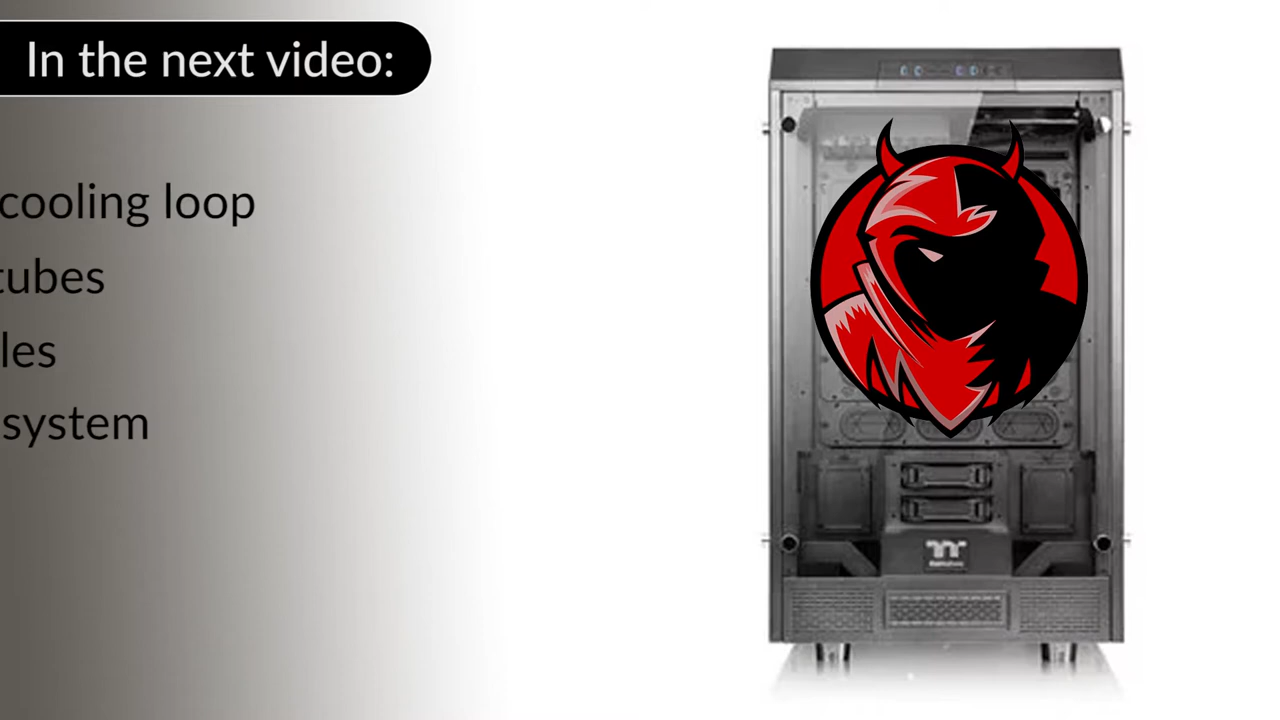 In the next video:
cooling loop
tubes
les
system